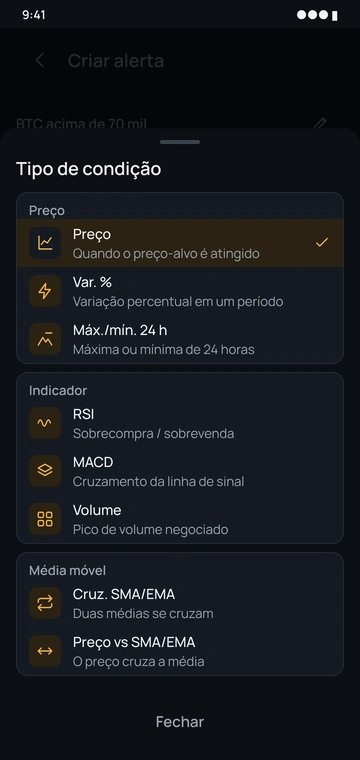 9:41
Criar alerta
BTC acima de 70 mil
Tipo de condição
Preço
Preço
Quando o preço-alvo é atingido
Var. %
Variação percentual em um período
Máx./mín. 24 h
Máxima ou mínima de 24 horas
Indicador
RSI
Sobrecompra / sobrevenda
MACD
Cruzamento da linha de sinal
Volume
Pico de volume negociado
Média móvel
Cruz. SMA/EMA
Duas médias se cruzam
Preço vs SMA/EMA
O preço cruza a média
Fechar